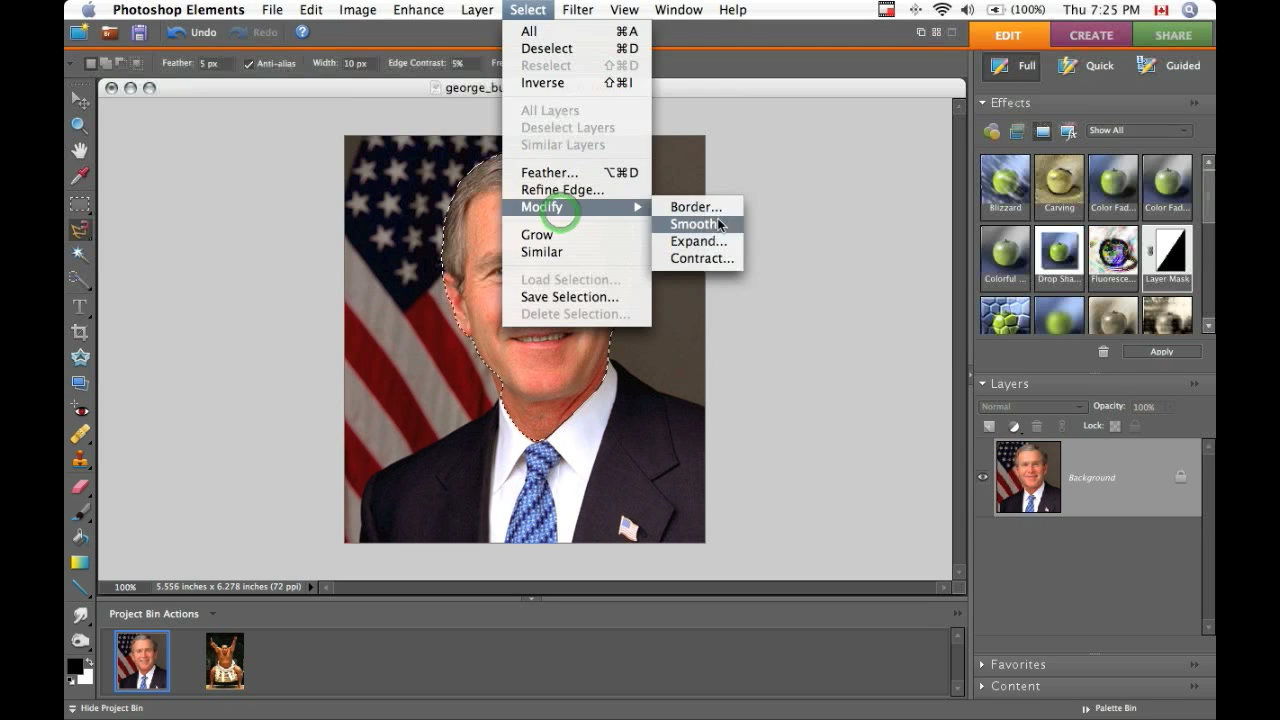 Photoshop Elements File Edit Image Enhance Layer Select Filter View Window Help (100%) Thu 7:25 PM
Undo Redo EDIT CREATE SHARE
Feather: 5 px Anti-alias Width: 10 px Edge Contrast: 5% Fre
Full Quick Guided
george_bu
All ⌘A
Deselect ⌘D
Reselect ⇧⌘D
Inverse ⇧⌘I
All Layers
Deselect Layers
Similar Layers
Feather... ⌥⌘D
Refine Edge...
Modify
Grow
Similar
Load Selection...
Save Selection...
Delete Selection...
Border...
Smooth...
Expand...
Contract...
Effects
Show All
Blizzard Carving Color Fad... Color Fad...
Colorful ... Drop Sha... Fluoresce... Layer Mask
Apply
Layers
Normal Opacity: 100%
Lock:
Background
100% 5.556 inches x 6.278 inches (72 ppi)
Project Bin Actions
Favorites
Content
Hide Project Bin Palette Bin